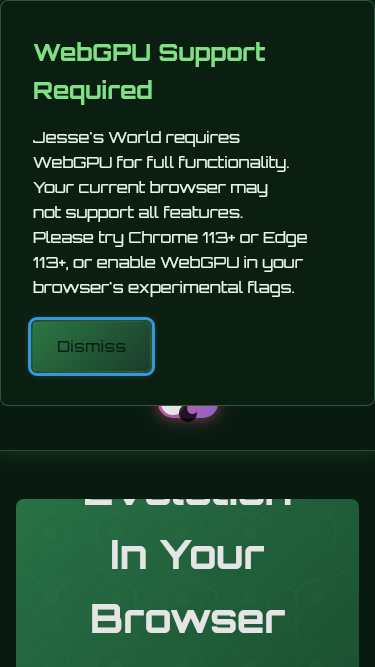 WebGPU Support
Required
Jesse's World requires
WebGPU for full functionality.
Your current browser may
not support all features.
Please try Chrome 113+ or Edge
113+, or enable WebGPU in your
browser's experimental flags.
Dismiss
Evolution
In Your
Browser